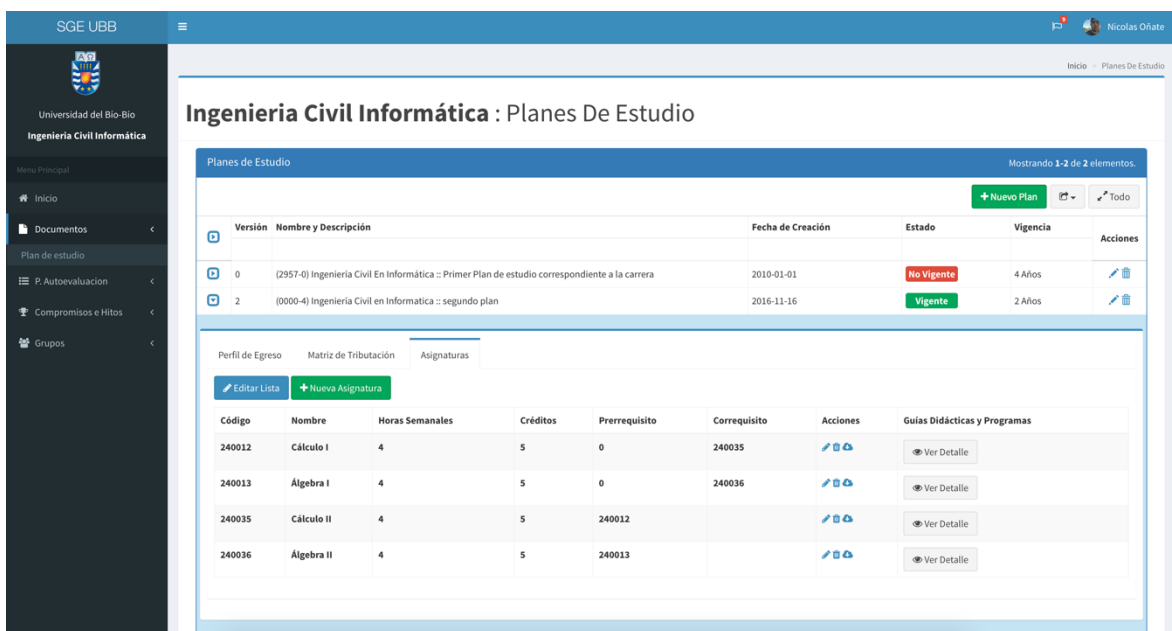 SGE UBB
9
Nicolas Oñate
Inicio > Planes De Estudio
Universidad del Bío-Bío
Ingenieria Civil Informática
Ingenieria Civil Informática : Planes De Estudio
Menu Principal
Inicio
Documentos
Plan de estudio
P. Autoevaluacion
Compromisos e Hitos
Grupos
Planes de Estudio Mostrando 1-2 de 2 elementos.
Nuevo Plan Todo
Versión Nombre y Descripción Fecha de Creación Estado Vigencia Acciones
0 (2957-0) Ingeniería Civil En Informática :: Primer Plan de estudio correspondiente a la carrera 2010-01-01 No Vigente 4 Años
2 (0000-4) Ingeniería Civil en Informatica :: segundo plan 2016-11-16 Vigente 2 Años
Perfil de Egreso Matriz de Tributación Asignaturas
Editar Lista Nueva Asignatura
Código Nombre Horas Semanales Créditos Prerrequisito Correquisito Acciones Guías Didácticas y Programas
240012 Cálculo I 4 5 0 240035 Ver Detalle
240013 Álgebra I 4 5 0 240036 Ver Detalle
240035 Cálculo II 4 5 240012 Ver Detalle
240036 Álgebra II 4 5 240013 Ver Detalle